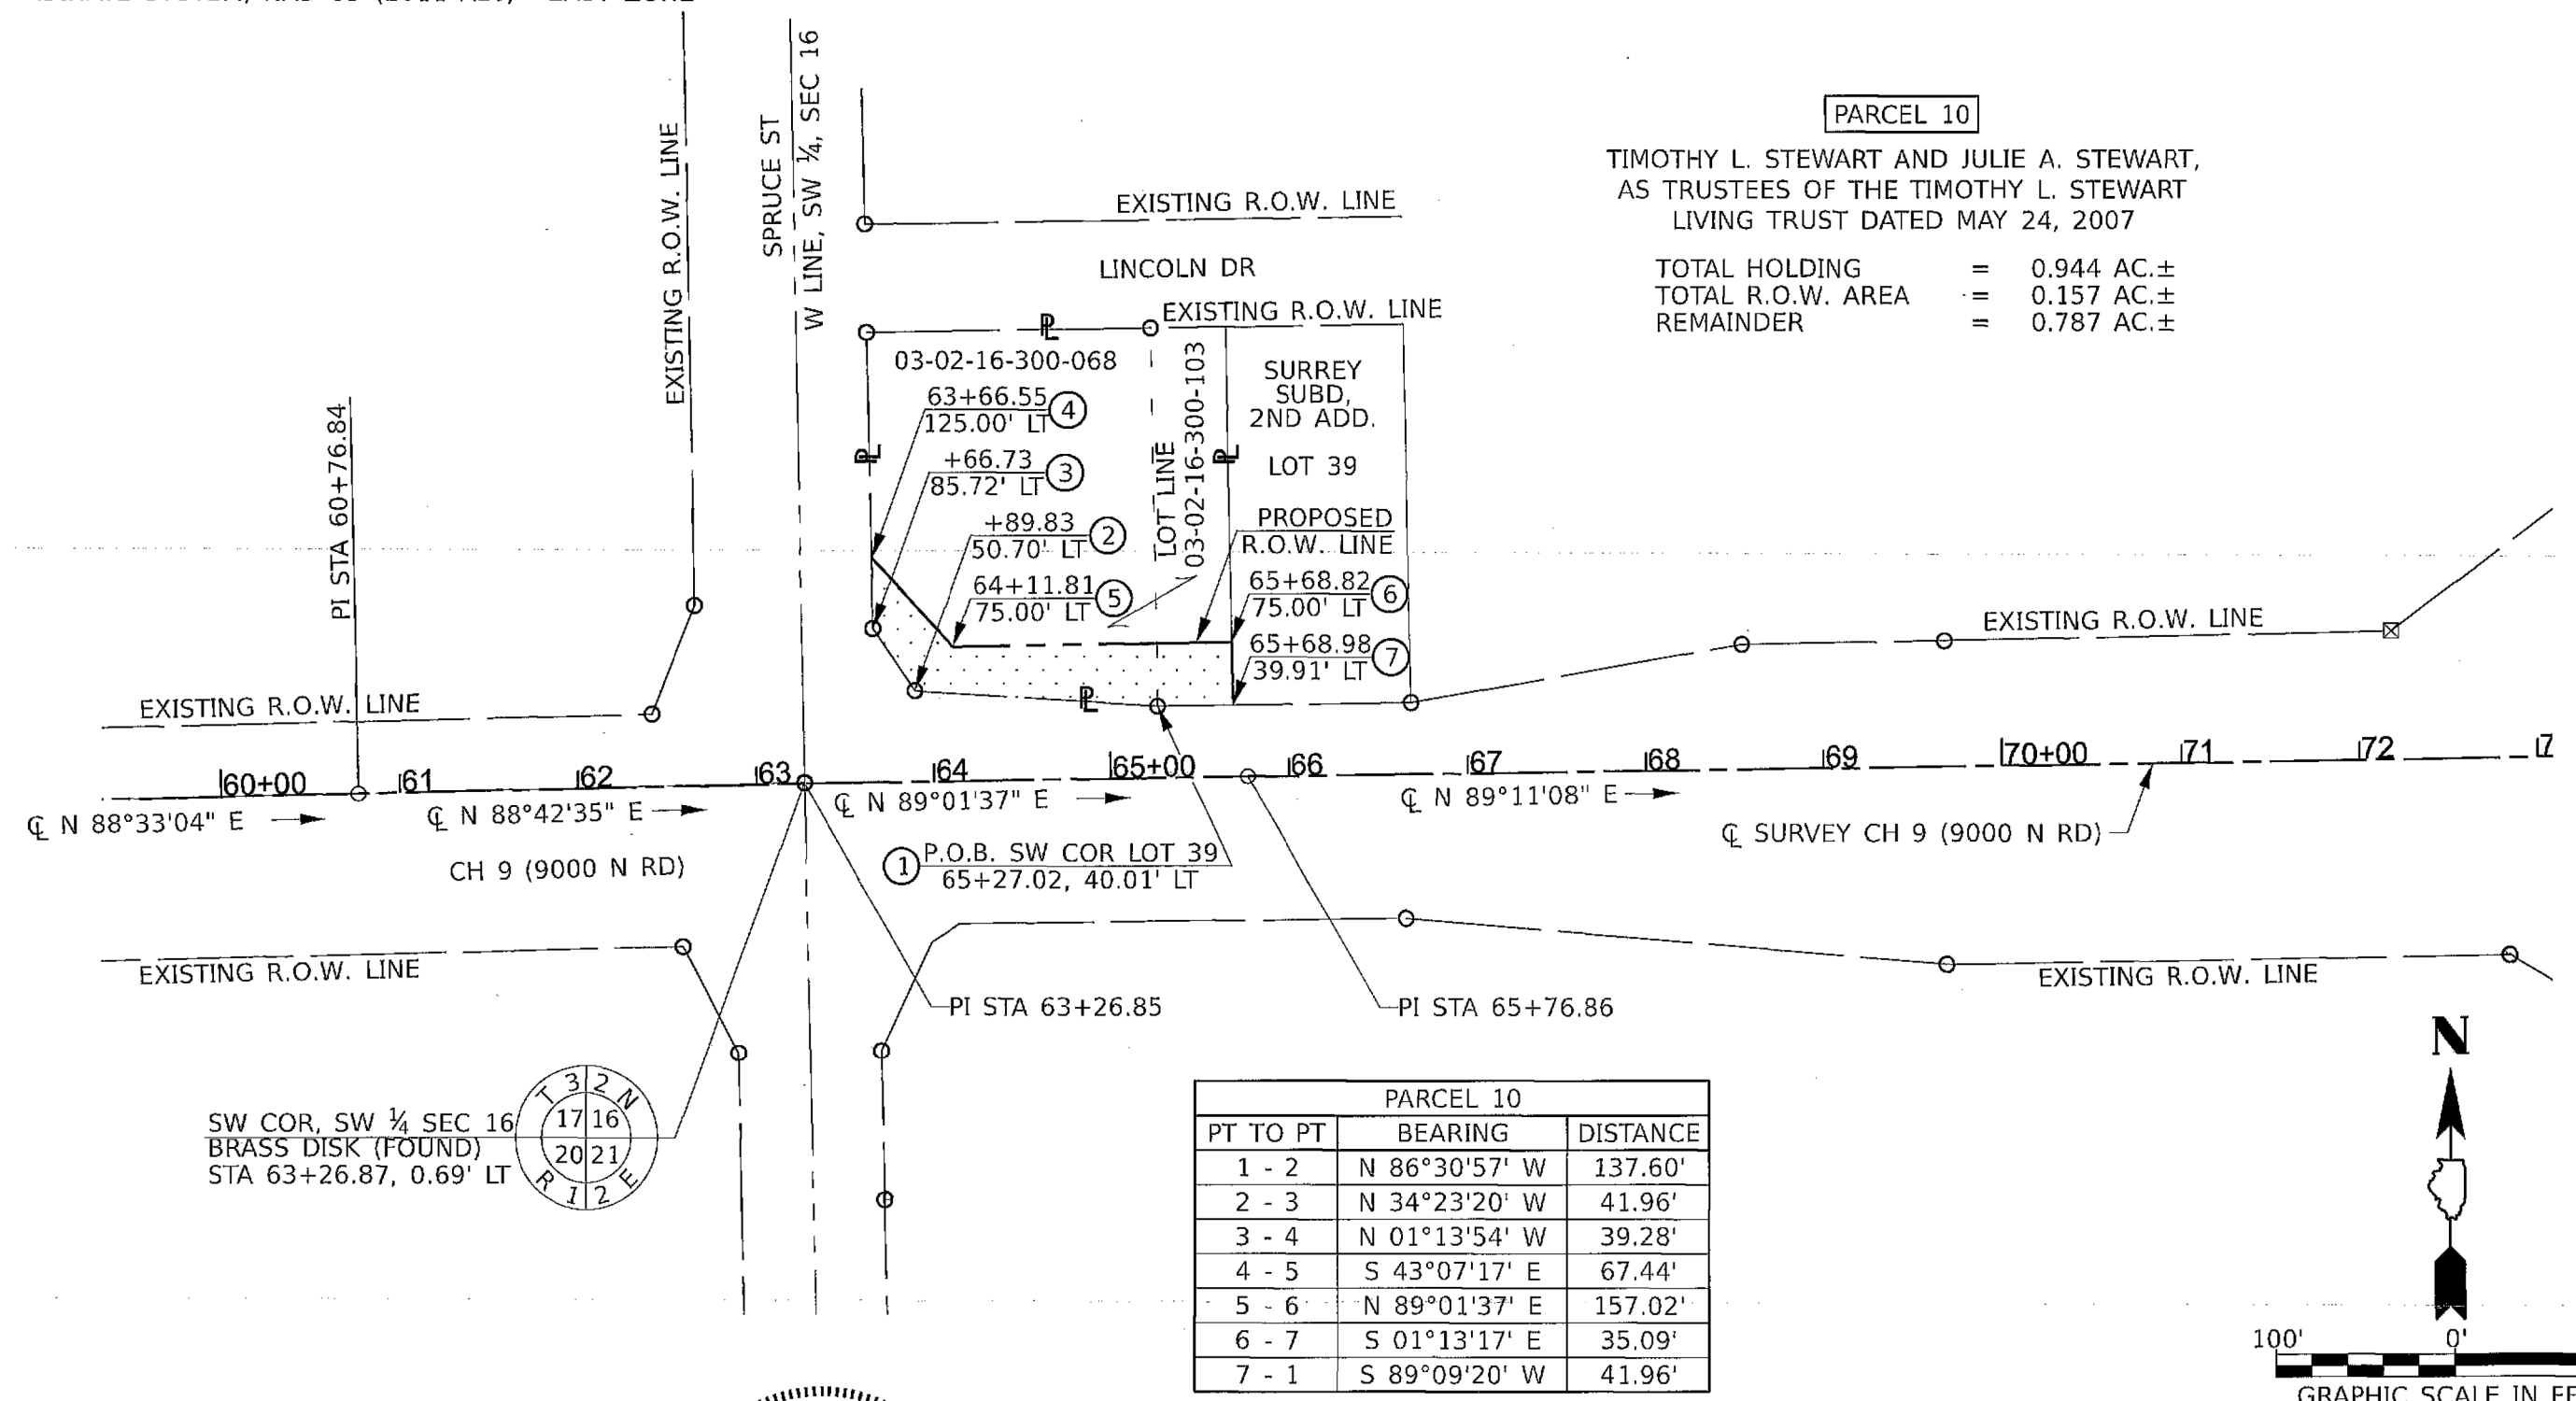 SPRUCE ST
W LINE, SW ¼, SEC 16
EXISTING R.O.W. LINE
EXISTING R.O.W. LINE
LINCOLN DR
EXISTING R.O.W. LINE
PARCEL 10
TIMOTHY L. STEWART AND JULIE A. STEWART,
AS TRUSTEES OF THE TIMOTHY L. STEWART
LIVING TRUST DATED MAY 24, 2007
TOTAL HOLDING = 0.944 AC.±
TOTAL R.O.W. AREA = 0.157 AC.±
REMAINDER = 0.787 AC.±
PL
03-02-16-300-068
63+66.55
125.00' LT
4
PL
+66.73
85.72' LT
3
+89.83
50.70' LT
2
64+11.81
75.00' LT
5
LOT LINE
03-02-16-300-103
PL
SURREY
SUBD,
2ND ADD.
LOT 39
PROPOSED
R.O.W. LINE
65+68.82
75.00' LT
6
65+68.98
39.91' LT
7
PL
PI STA 60+76.84
EXISTING R.O.W. LINE
EXISTING R.O.W. LINE
60+00 61 62 63 64 65+00 66 67 68 69 70+00 71 72 7
CL N 88°33'04" E
CL N 88°42'35" E
CL N 89°01'37" E
CL N 89°11'08" E
CL SURVEY CH 9 (9000 N RD)
CH 9 (9000 N RD)
1
P.O.B. SW COR LOT 39
65+27.02, 40.01' LT
EXISTING R.O.W. LINE
EXISTING R.O.W. LINE
PI STA 63+26.85
PI STA 65+76.86
SW COR, SW ¼ SEC 16
BRASS DISK (FOUND)
STA 63+26.87, 0.69' LT
T 32 N
17 16
20 21
R 12 E
PARCEL 10
PT TO PT BEARING DISTANCE
1 - 2 N 86°30'57" W 137.60'
2 - 3 N 34°23'20" W 41.96'
3 - 4 N 01°13'54" W 39.28'
4 - 5 S 43°07'17" E 67.44'
5 - 6 N 89°01'37" E 157.02'
6 - 7 S 01°13'17" E 35.09'
7 - 1 S 89°09'20" W 41.96'
N
100' 0'
GRAPHIC SCALE IN